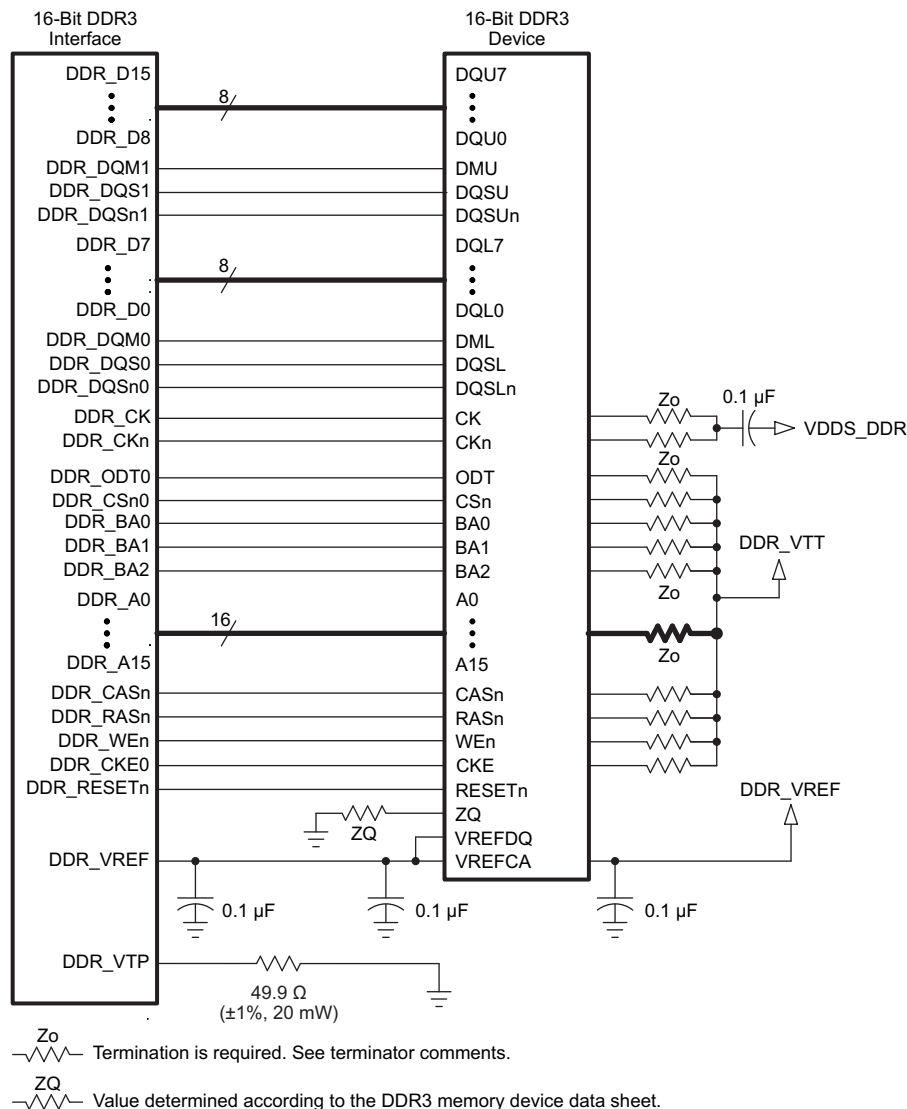 16-Bit DDR3
Interface
16-Bit DDR3
Device
DDR_D15
8
DQU7
DDR_D8
DQU0
DDR_DQM1
DMU
DDR_DQS1
DQSU
DDR_DQSn1
DQSUn
DDR_D7
8
DQL7
DDR_D0
DQL0
DDR_DQM0
DML
DDR_DQS0
DQSL
DDR_DQSn0
DQSLn
Zo
0.1 µF
DDR_CK
CK
VDDS_DDR
DDR_CKn
CKn
Zo
DDR_ODT0
ODT
DDR_CSn0
CSn
DDR_BA0
BA0
DDR_BA1
BA1
DDR_VTT
DDR_BA2
BA2
Zo
DDR_A0
A0
16
Zo
DDR_A15
A15
DDR_CASn
CASn
DDR_RASn
RASn
DDR_WEn
WEn
DDR_CKE0
CKE
DDR_RESETn
RESETn
DDR_VREF
ZQ
ZQ
VREFDQ
DDR_VREF
VREFCA
0.1 µF
0.1 µF
0.1 µF
DDR_VTP
49.9 Ω
(±1%, 20 mW)
Zo
Termination is required. See terminator comments.
ZQ
Value determined according to the DDR3 memory device data sheet.